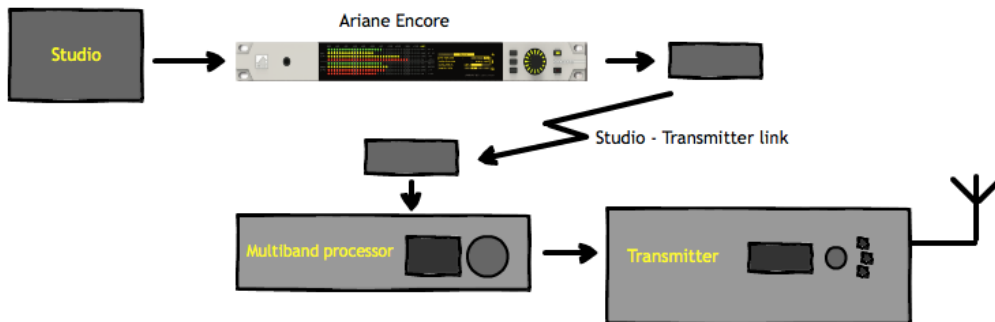 Ariane Encore
Studio
Studio - Transmitter link
Multiband processor
Transmitter